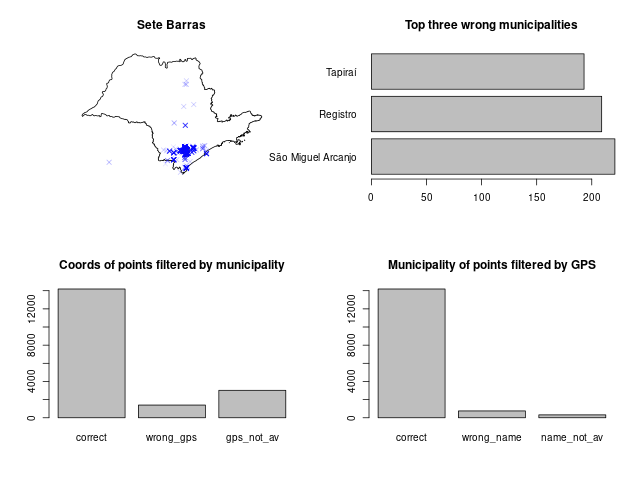 Sete Barras
Top three wrong municipalities
Tapiraí
Registro
São Miguel Arcanjo
0 50 100 150 200
Coords of points filtered by municipality
12000
8000
4000
0
correct wrong_gps gps_not_av
Municipality of points filtered by GPS
12000
8000
4000
0
correct wrong_name name_not_av